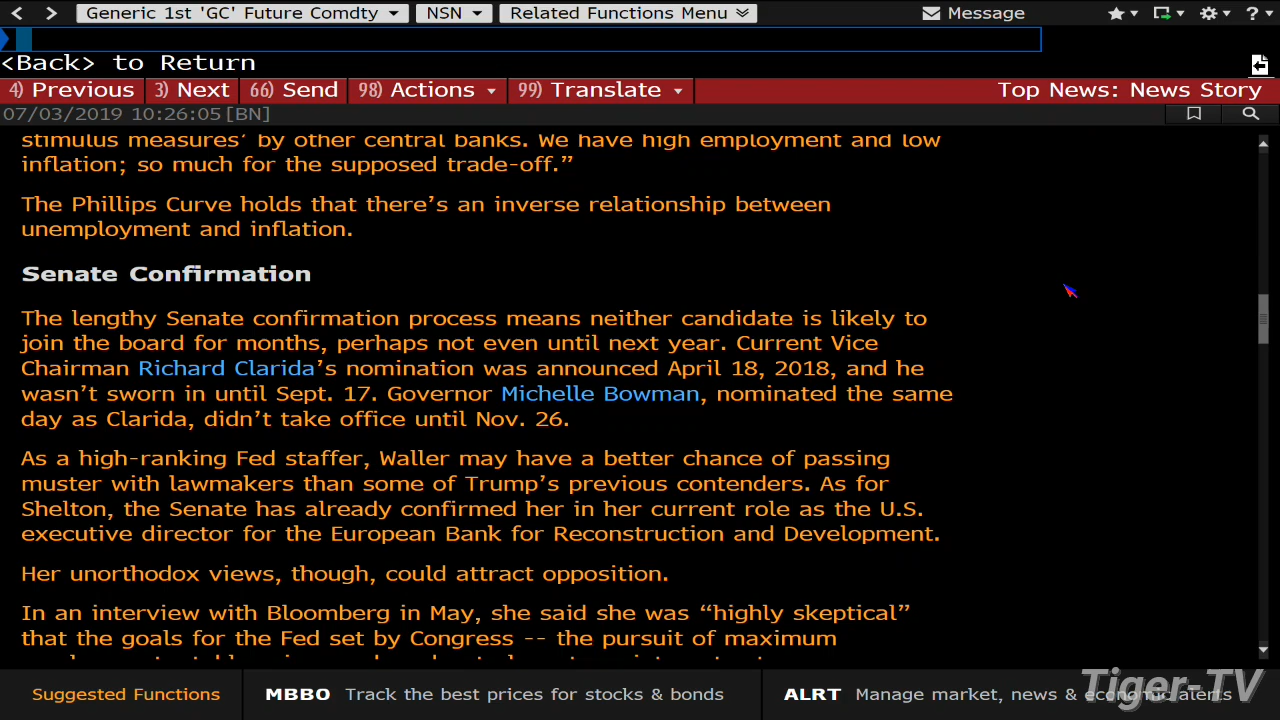 Generic 1st 'GC' Future Comdty NSN Related Functions Menu Message ?
<Back> to Return
4) Previous 3) Next 66) Send 98) Actions 99) Translate Top News: News Story
07/03/2019 10:26:05[BN]
stimulus measures’ by other central banks. We have high employment and low
inflation; so much for the supposed trade-off.”
The Phillips Curve holds that there’s an inverse relationship between
unemployment and inflation.
Senate Confirmation
The lengthy Senate confirmation process means neither candidate is likely to
join the board for months, perhaps not even until next year. Current Vice
Chairman Richard Clarida’s nomination was announced April 18, 2018, and he
wasn’t sworn in until Sept. 17. Governor Michelle Bowman, nominated the same
day as Clarida, didn’t take office until Nov. 26.
As a high-ranking Fed staffer, Waller may have a better chance of passing
muster with lawmakers than some of Trump’s previous contenders. As for
Shelton, the Senate has already confirmed her in her current role as the U.S.
executive director for the European Bank for Reconstruction and Development.
Her unorthodox views, though, could attract opposition.
In an interview with Bloomberg in May, she said she was “highly skeptical”
that the goals for the Fed set by Congress -- the pursuit of maximum
Suggested Functions MBBO Track the best prices for stocks & bonds ALRT Manage market, news & economic alerts
Tiger-TV